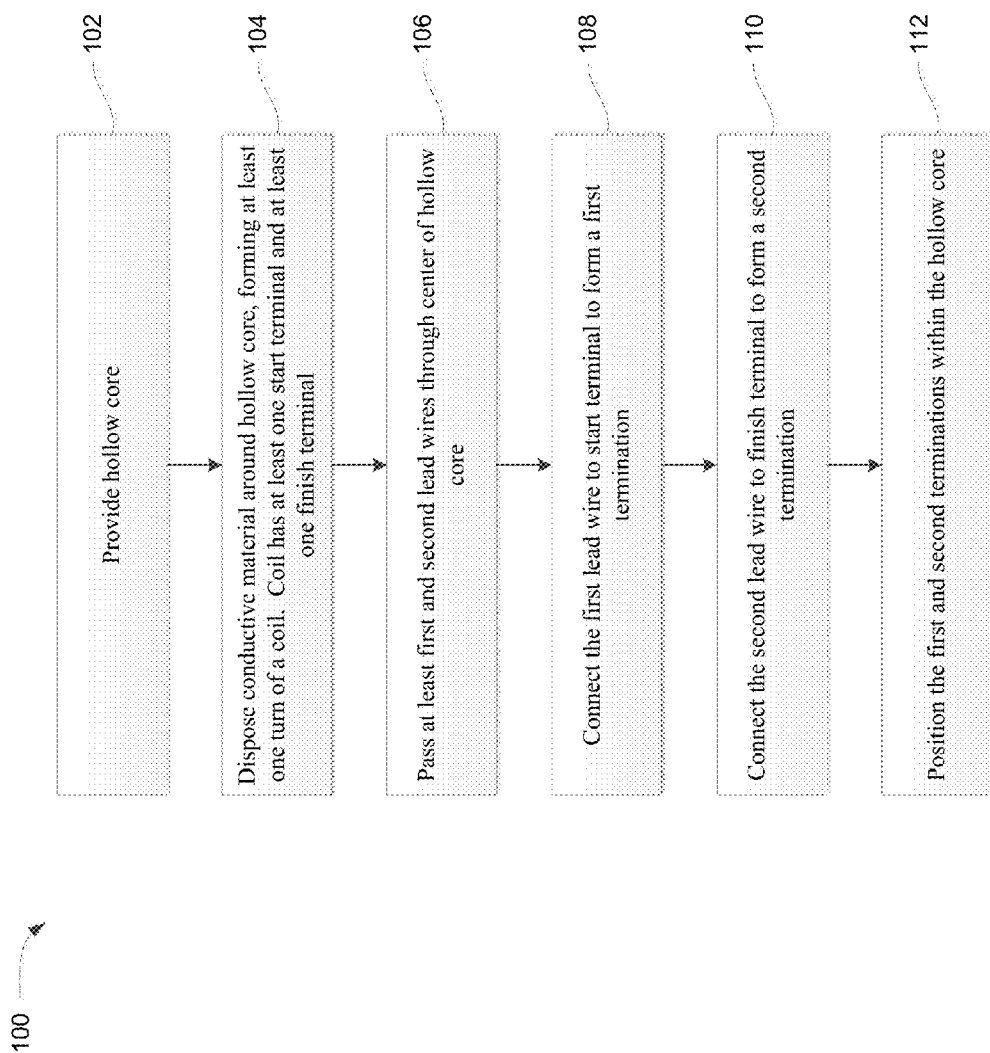 100
Provide hollow core
102
Dispose conductive material around hollow core, forming at least
one turn of a coil. Coil has at least one start terminal and at least
one finish terminal
104
Pass at least first and second lead wires through center of hollow
core
106
Connect the first lead wire to start terminal to form a first
termination
108
Connect the second lead wire to finish terminal to form a second
termination
110
Position the first and second terminations within the hollow core
112